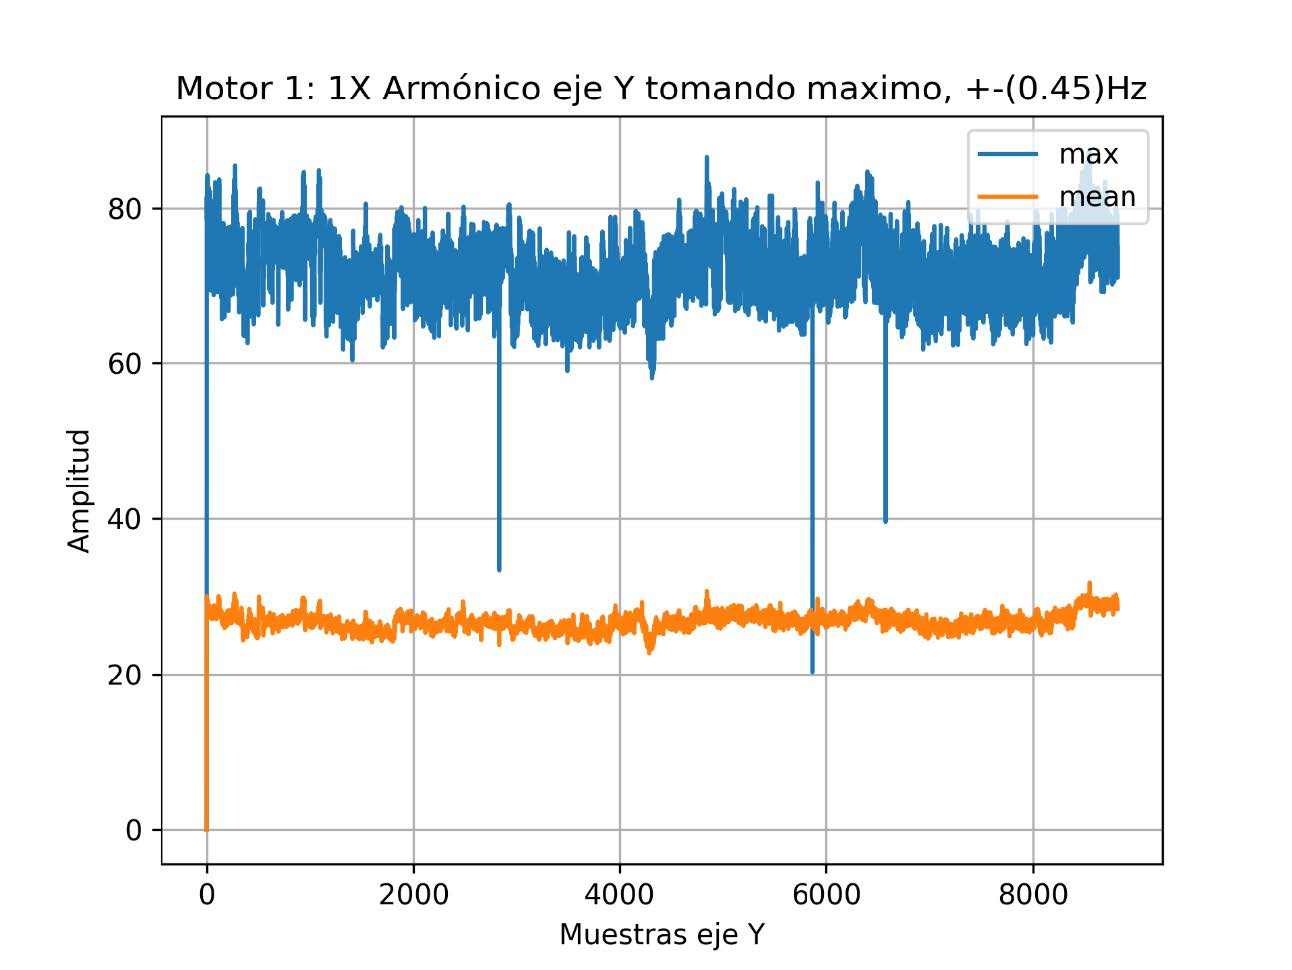 Motor 1: 1X Armónico eje Y tomando maximo, +-(0.45)Hz
max
mean
80
60
40
20
0
Amplitud
0 2000 4000 6000 8000
Muestras eje Y